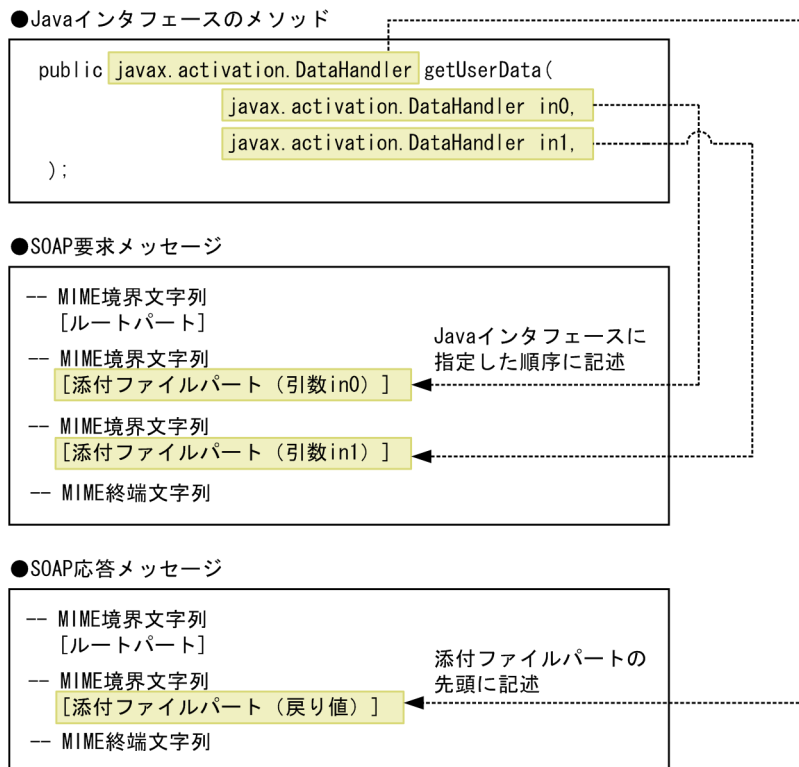 ●Javaインタフェースのメソッド
public javax.activation.DataHandler getUserData(
javax.activation.DataHandler in0,
javax.activation.DataHandler in1,
);
●SOAP要求メッセージ
-- MIME境界文字列
[ルートパート]
-- MIME境界文字列
[添付ファイルパート（引数in0）]
Javaインタフェースに
指定した順序に記述
-- MIME境界文字列
[添付ファイルパート（引数in1）]
-- MIME終端文字列
●SOAP応答メッセージ
-- MIME境界文字列
[ルートパート]
-- MIME境界文字列
[添付ファイルパート（戻り値）]
添付ファイルパートの
先頭に記述
-- MIME終端文字列